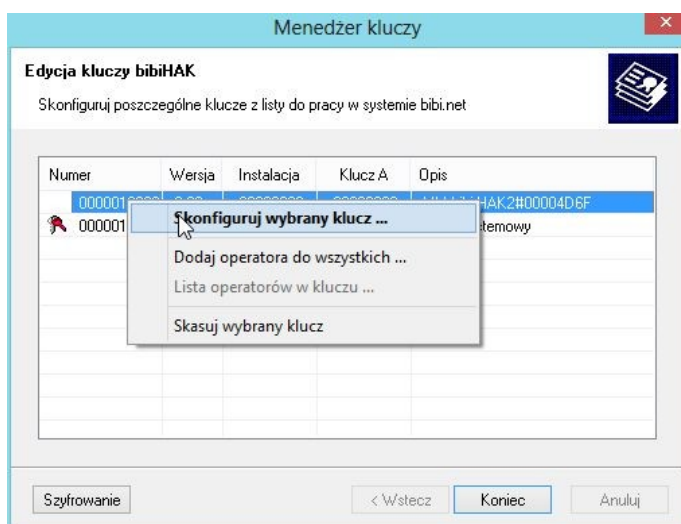 Menedżer kluczy
Edycja kluczy bibiHAK
Skonfiguruj poszczególne klucze z listy do pracy w systemie bibi.net
Numer Wersja Instalacja Klucz A Opis
HAK2#00004D6F
000001 temowy
Skonfiguruj wybrany klucz ...
Dodaj operatora do wszystkich ...
Lista operatorów w kluczu ...
Skasuj wybrany klucz
Szyfrowanie < Wstecz Koniec Anuluj